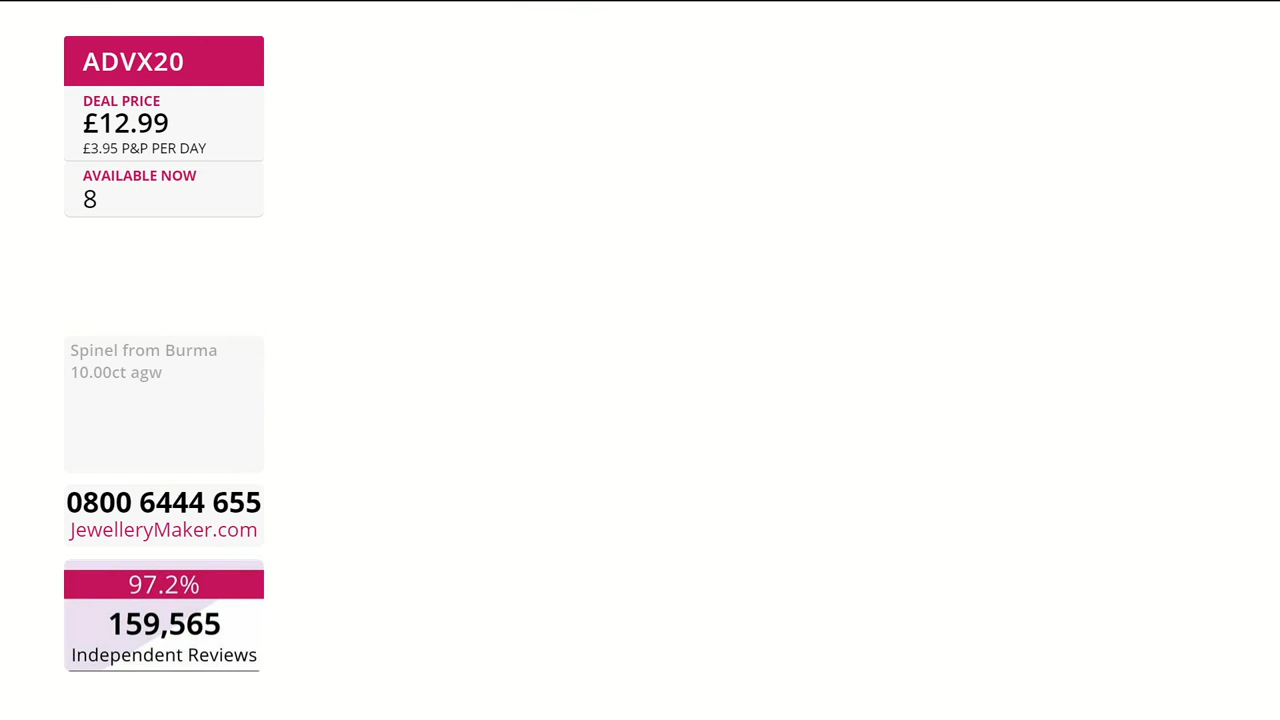 ADVX20
DEAL PRICE
£12.99
£3.95 P&P PER DAY
AVAILABLE NOW
8
Spinel from Burma
10.00ct agw
0800 6444 655
JewelleryMaker.com
97.2%
159,565
Independent Reviews